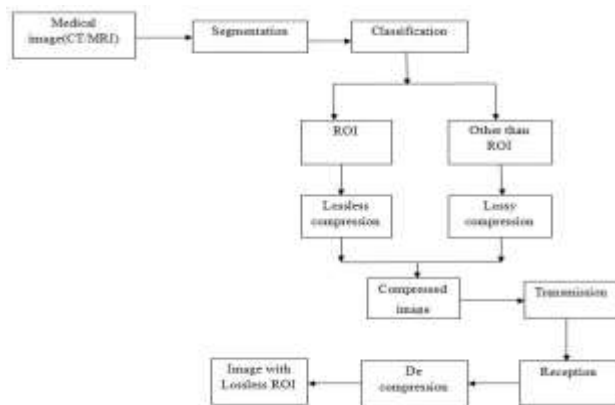 Medical
image(CT/MRI)
Segmentation
Classification
ROI
Other than
ROI
Lossless
compression
Lossy
compression
Compressed
image
Transmission
Reception
De
compression
Image with
Lossless ROI